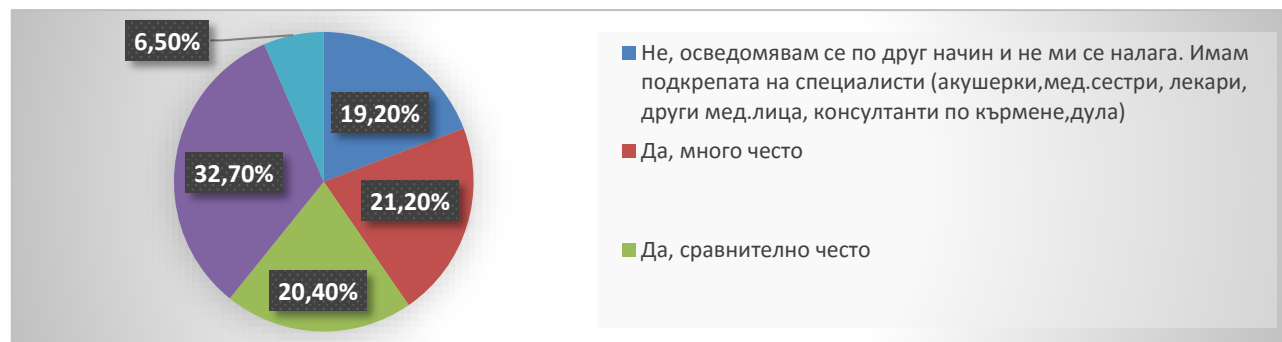 6,50%
19,20%
32,70%
21,20%
20,40%
Не, осведомявам се по друг начин и не ми се налага. Имам
подкрепата на специалисти (акушерки,мед.сестри, лекари,
други мед.лица, консултанти по кърмене,дула)
Да, много често
Да, сравнително често